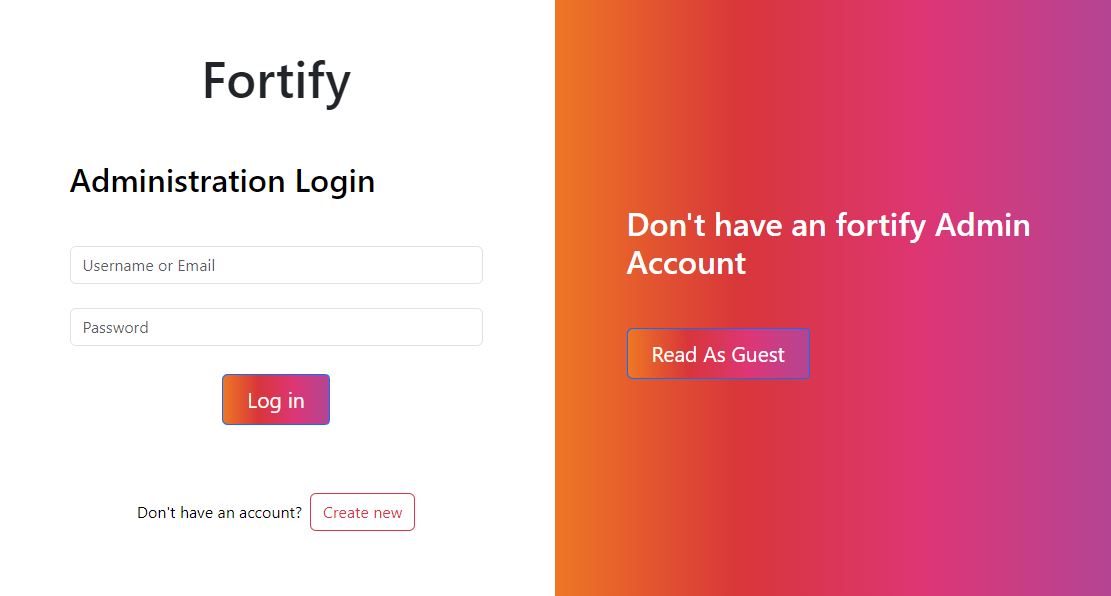 Fortify
Administration Login
Username or Email
Password
Log in
Don't have an account? Create new
Don't have an fortify Admin
Account
Read As Guest